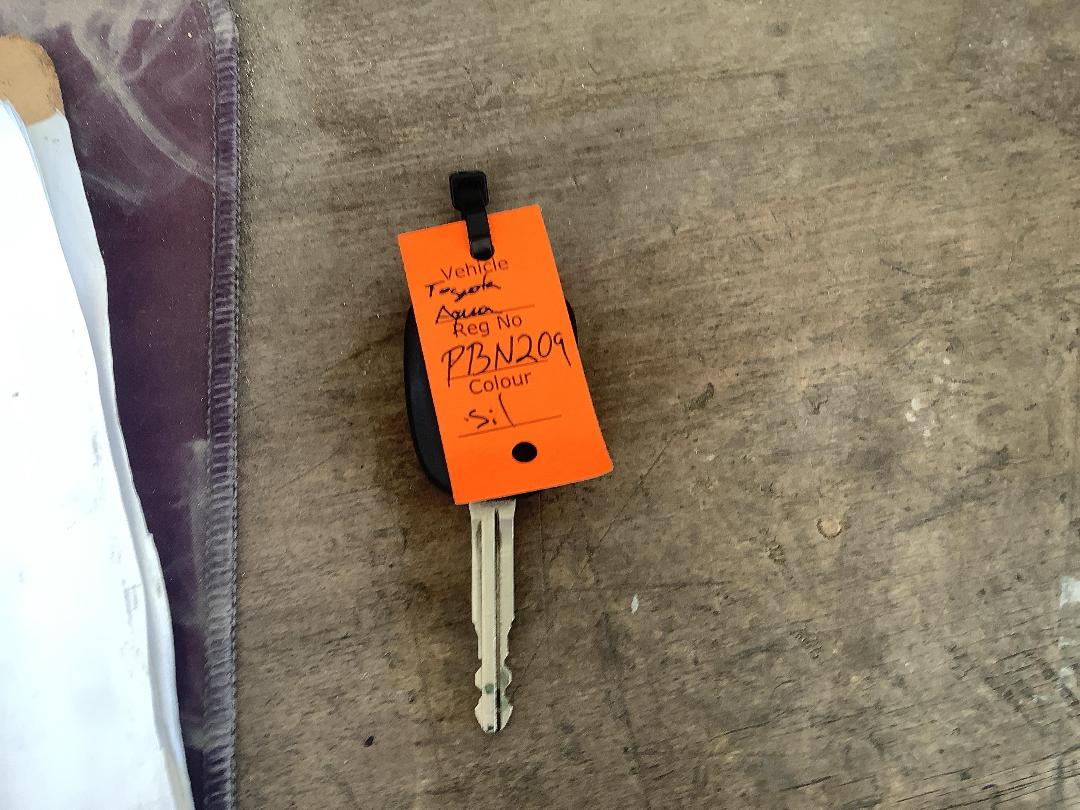 Vehicle
Toyota
Aqua
Reg No
PBN209
Colour
Sil